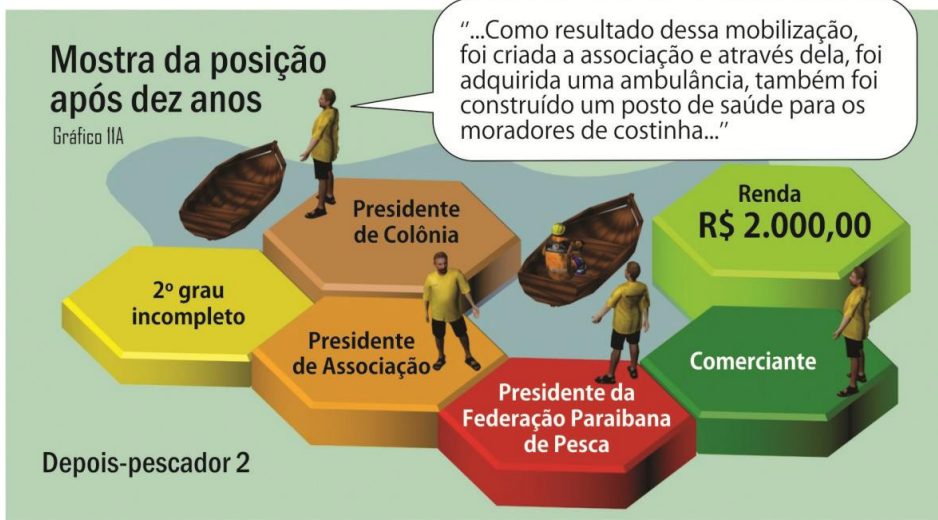 Mostra da posição
após dez anos
Gráfico 11A
"...Como resultado dessa mobilização,
foi criada a associação e através dela, foi
adquirida uma ambulância, também foi
construído um posto de saúde para os
moradores de costinha..."
Presidente
de Colônia
Renda
R$ 2.000,00
2º grau
incompleto
Presidente
de Associação
Comerciante
Presidente da
Federação Paraibana
de Pesca
Depois-pescador 2